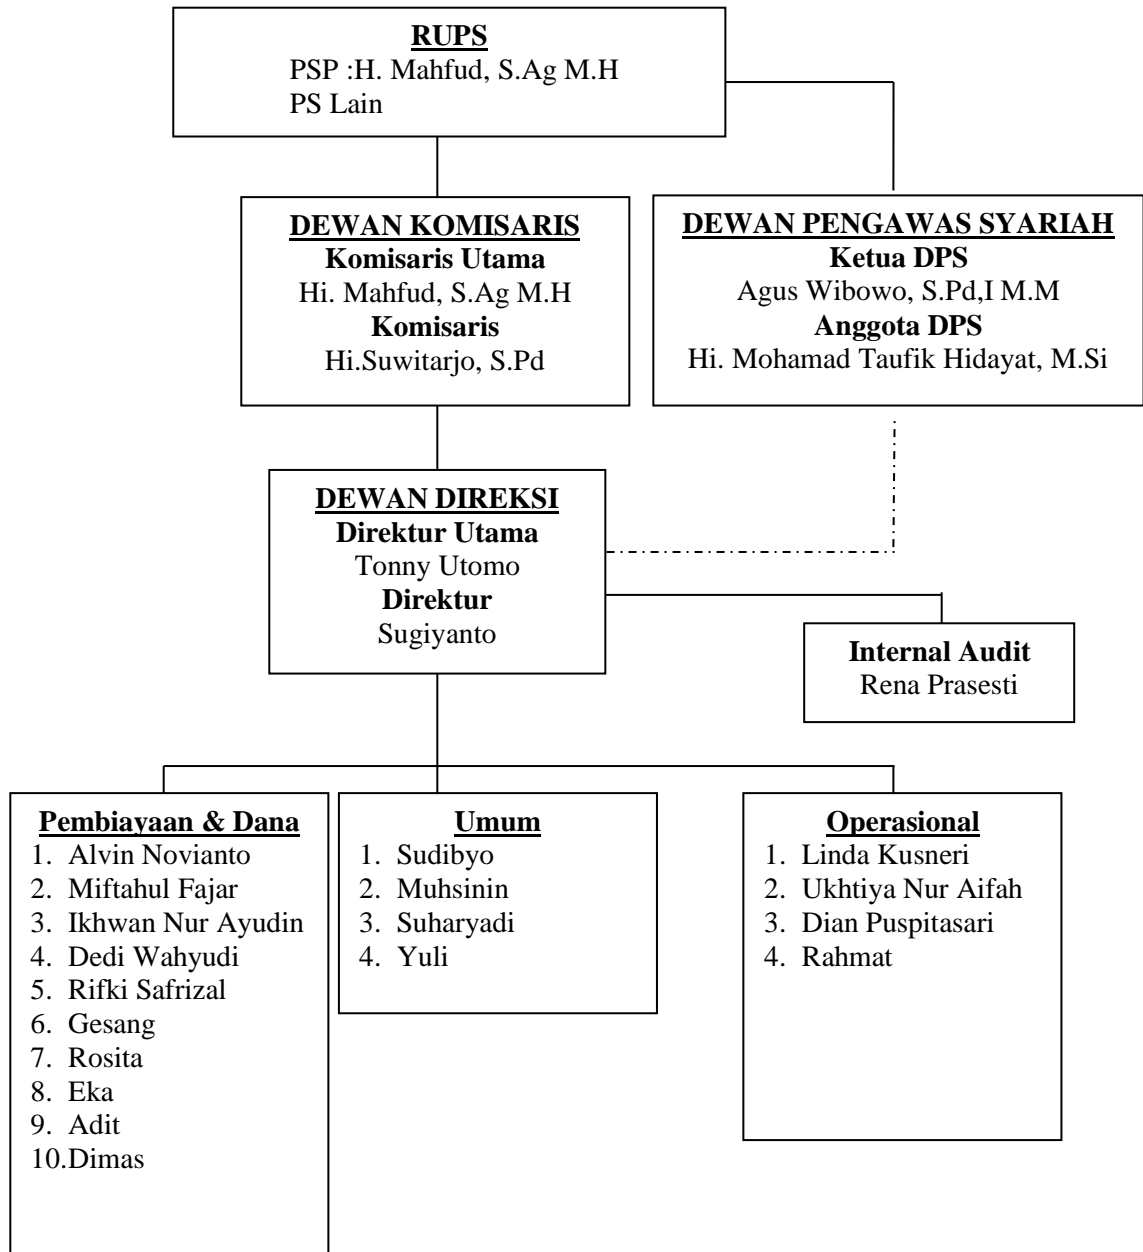 RUPS
PSP :H. Mahfud, S.Ag M.H
PS Lain
DEWAN KOMISARIS
Komisaris Utama
Hi. Mahfud, S.Ag M.H
Komisaris
Hi.Suwitarjo, S.Pd
DEWAN PENGAWAS SYARIAH
Ketua DPS
Agus Wibowo, S.Pd,I M.M
Anggota DPS
Hi. Mohamad Taufik Hidayat, M.Si
DEWAN DIREKSI
Direktur Utama
Tonny Utomo
Direktur
Sugiyanto
Internal Audit
Rena Prasesti
Pembiayaan & Dana
1. Alvin Novianto
2. Miftahul Fajar
3. Ikhwan Nur Ayudin
4. Dedi Wahyudi
5. Rifki Safrizal
6. Gesang
7. Rosita
8. Eka
9. Adit
10.Dimas
Umum
1. Sudibyo
2. Muhsinin
3. Suharyadi
4. Yuli
Operasional
1. Linda Kusneri
2. Ukhtiya Nur Aifah
3. Dian Puspitasari
4. Rahmat